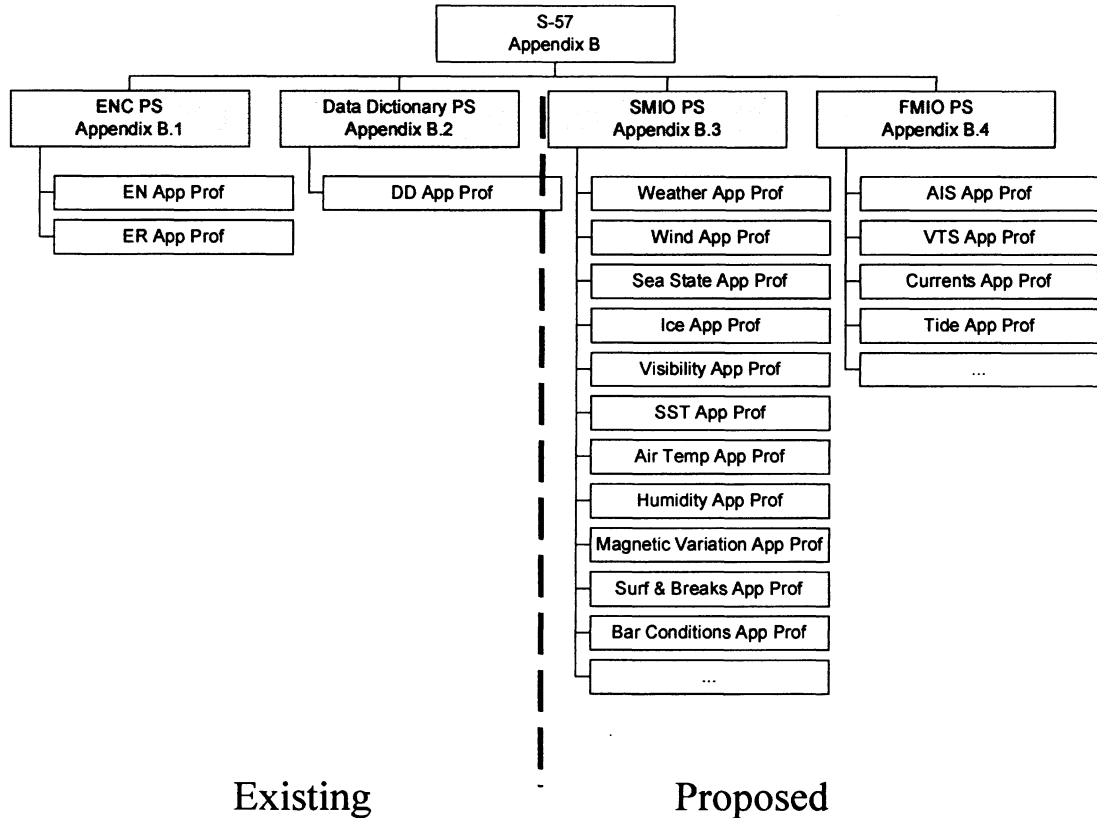 S-57
Appendix B
ENC PS
Appendix B.1
Data Dictionary PS
Appendix B.2
SMIO PS
Appendix B.3
FMIO PS
Appendix B.4
EN App Prof
ER App Prof
DD App Prof
Weather App Prof
Wind App Prof
Sea State App Prof
Ice App Prof
Visibility App Prof
SST App Prof
Air Temp App Prof
Humidity App Prof
Magnetic Variation App Prof
Surf & Breaks App Prof
Bar Conditions App Prof
...
AIS App Prof
VTS App Prof
Currents App Prof
Tide App Prof
...
Existing
Proposed